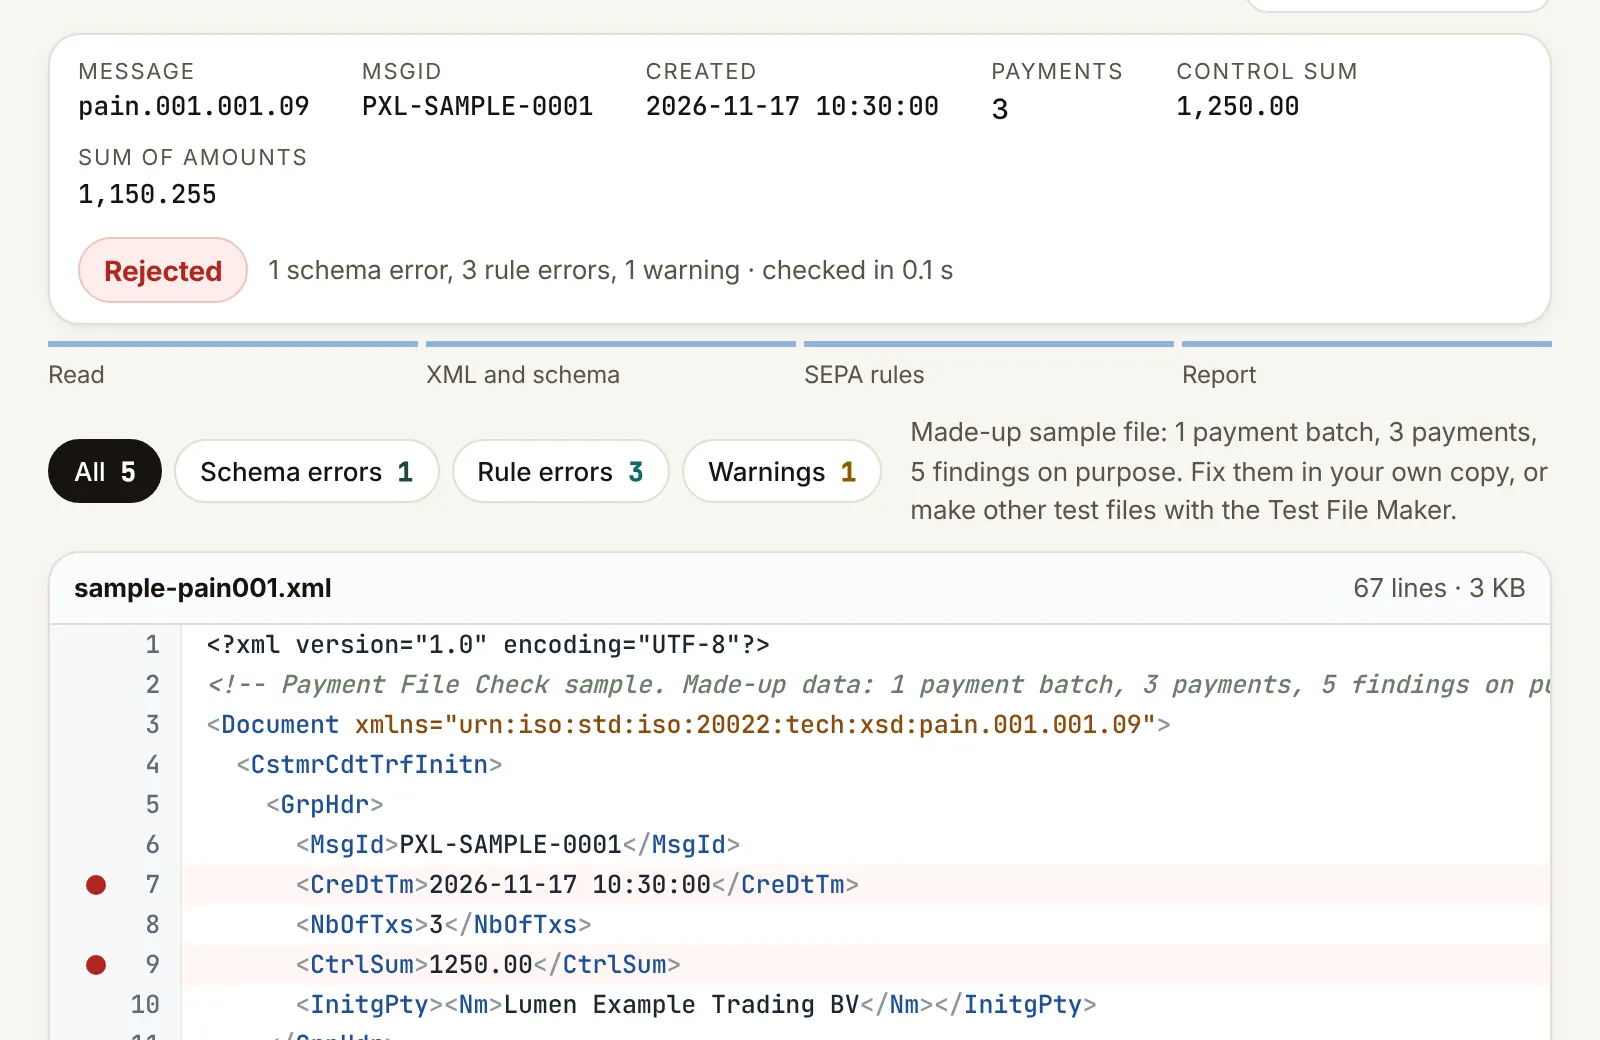 MESSAGE MSGID CREATED PAYMENTS CONTROL SUM
pain.001.001.09 PXL-SAMPLE-0001 2026-11-17 10:30:00 3 1,250.00
SUM OF AMOUNTS
1,150.255
Rejected 1 schema error, 3 rule errors, 1 warning · checked in 0.1 s
Read XML and schema SEPA rules Report
All 5 Schema errors 1 Rule errors 3 Warnings 1
Made-up sample file: 1 payment batch, 3 payments,
5 findings on purpose. Fix them in your own copy, or
make other test files with the Test File Maker.
sample-pain001.xml 67 lines · 3 KB
1 <?xml version="1.0" encoding="UTF-8"?>
2 <!-- Payment File Check sample. Made-up data: 1 payment batch, 3 payments, 5 findings on
3 <Document xmlns="urn:iso:std:iso:20022:tech:xsd:pain.001.001.09">
4 <CstmrCdtTrfInitn>
5 <GrpHdr>
6 <MsgId>PXL-SAMPLE-0001</MsgId>
7 <CreDtTm>2026-11-17 10:30:00</CreDtTm>
8 <NbOfTxs>3</NbOfTxs>
9 <CtrlSum>1250.00</CtrlSum>
10 <InitgPty><Nm>Lumen Example Trading BV</Nm></InitgPty>